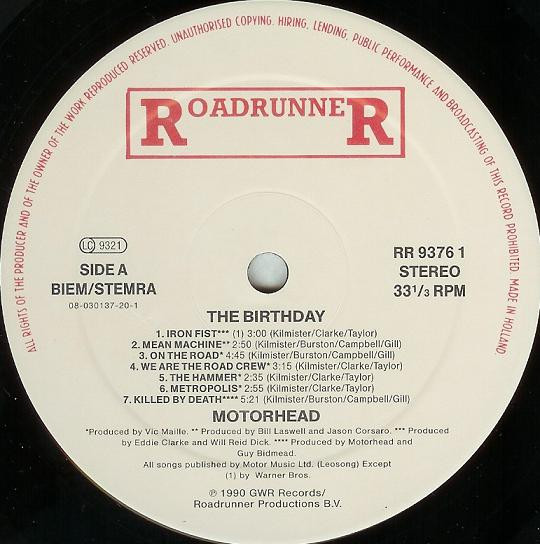 ALL RIGHTS OF THE PRODUCER AND OF THE OWNER OF THE WORK REPRODUCED RESERVED. UNAUTHORISED COPYING, HIRING, LENDING, PUBLIC PERFORMANCE AND BROADCASTING OF THIS RECORD PROHIBITED. MADE IN HOLLAND
ROADRUNNER
LC 9321
SIDE A
BIEM/STEMRA
08-030137-20-1
RR 9376 1
STEREO
33 1/3 RPM
THE BIRTHDAY
1. IRON FIST*** (1) 3:00 (Kilmister/Clarke/Taylor)
2. MEAN MACHINE** 2:50 (Kilmister/Burston/Campbell/Gill)
3. ON THE ROAD* 4:45 (Kilmister/Burston/Campbell/Gill)
4. WE ARE THE ROAD CREW* 3:15 (Kilmister/Clarke/Taylor)
5. THE HAMMER* 2:35 (Kilmister/Clarke/Taylor)
6. METROPOLIS* 2:55 (Kilmister/Clarke/Taylor)
7. KILLED BY DEATH**** 5:21 (Kilmister/Burston/Campbell/Gill)
MOTORHEAD
*Produced by Vic Maille. ** Produced by Bill Laswell and Jason Corsaro. *** Produced
by Eddie Clarke and Will Reid Dick. **** Produced by Motorhead and
Guy Bidmead.
All songs published by Motor Music Ltd. (Leosong) Except
(1) by Warner Bros.
℗ 1990 GWR Records/
Roadrunner Productions B.V.